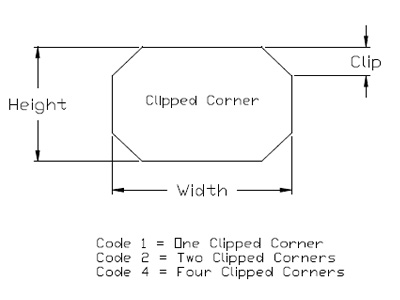 Clip
Clipped Corner
Height
Width
Code 1 = One Clipped Corner
Code 2 = Two Clipped Corners
Code 4 = Four Clipped Corners